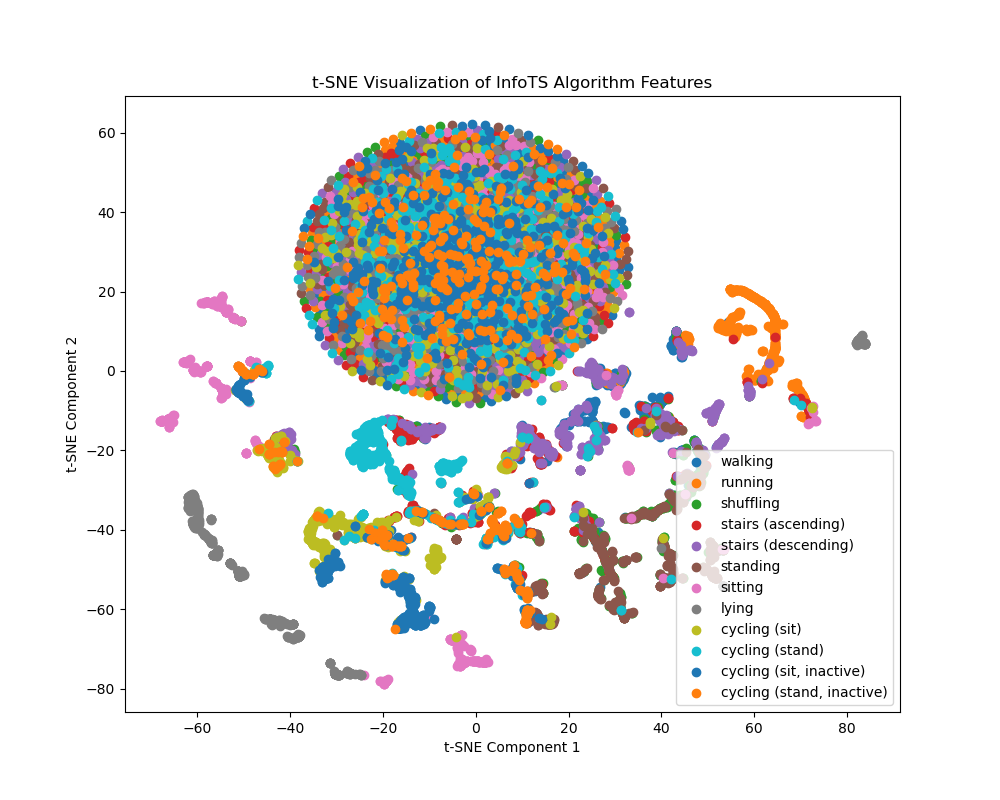 t-SNE Visualization of InfoTS Algorithm Features
t-SNE Component 2
60
40
20
0
−20
−40
−60
−80
walking
running
shuffling
stairs (ascending)
stairs (descending)
standing
sitting
lying
cycling (sit)
cycling (stand)
cycling (sit, inactive)
cycling (stand, inactive)
−60 −40 −20 0 20 40 60 80
t-SNE Component 1